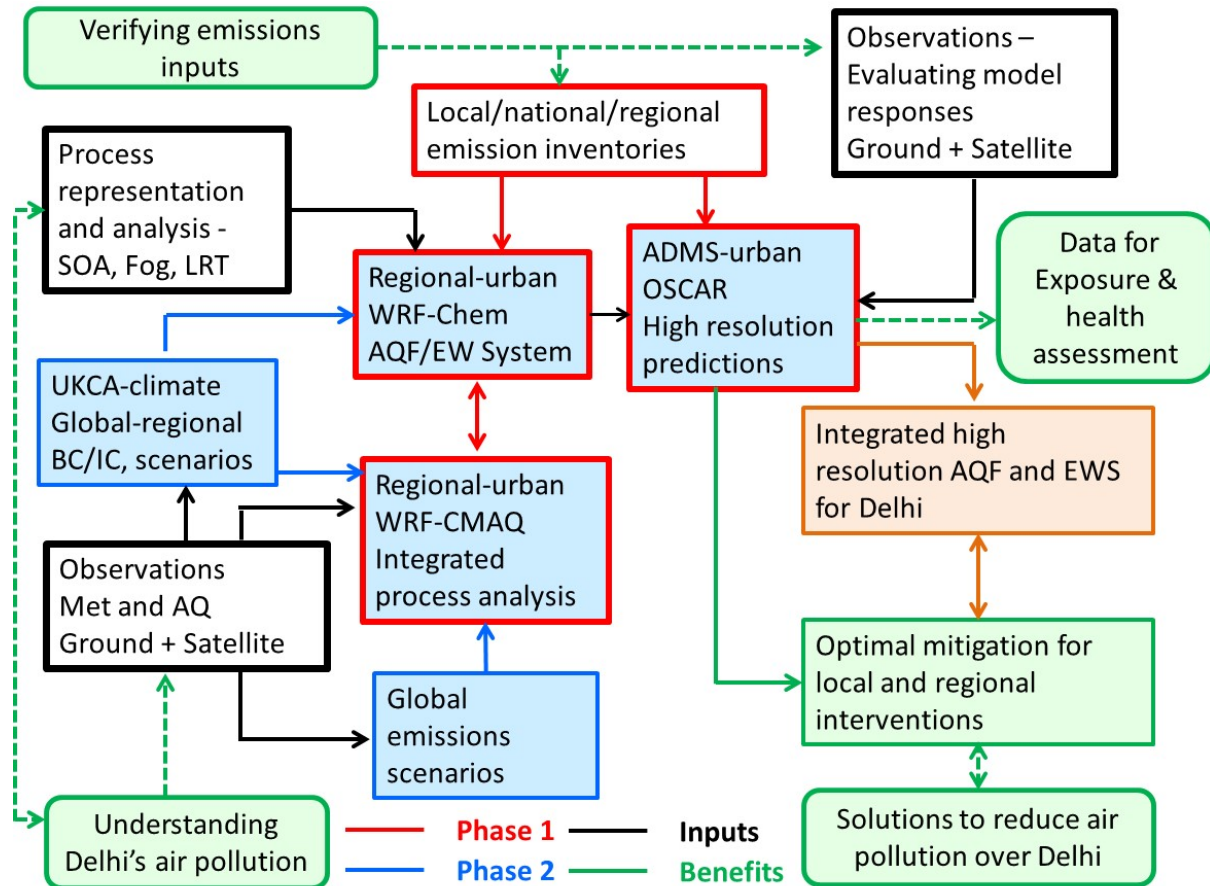 Verifying emissions
inputs
Observations –
Evaluating model
responses
Ground + Satellite
Local/national/regional
emission inventories
Process
representation
and analysis -
SOA, Fog, LRT
Regional-urban
WRF-Chem
AQF/EW System
ADMS-urban
OSCAR
High resolution
predictions
Data for
Exposure &
health
assessment
UKCA-climate
Global-regional
BC/IC, scenarios
Integrated high
resolution AQF and EWS
for Delhi
Regional-urban
WRF-CMAQ
Integrated
process analysis
Observations
Met and AQ
Ground + Satellite
Optimal mitigation for
local and regional
interventions
Global
emissions
scenarios
Understanding
Delhi's air pollution
Phase 1
Inputs
Phase 2
Benefits
Solutions to reduce air
pollution over Delhi